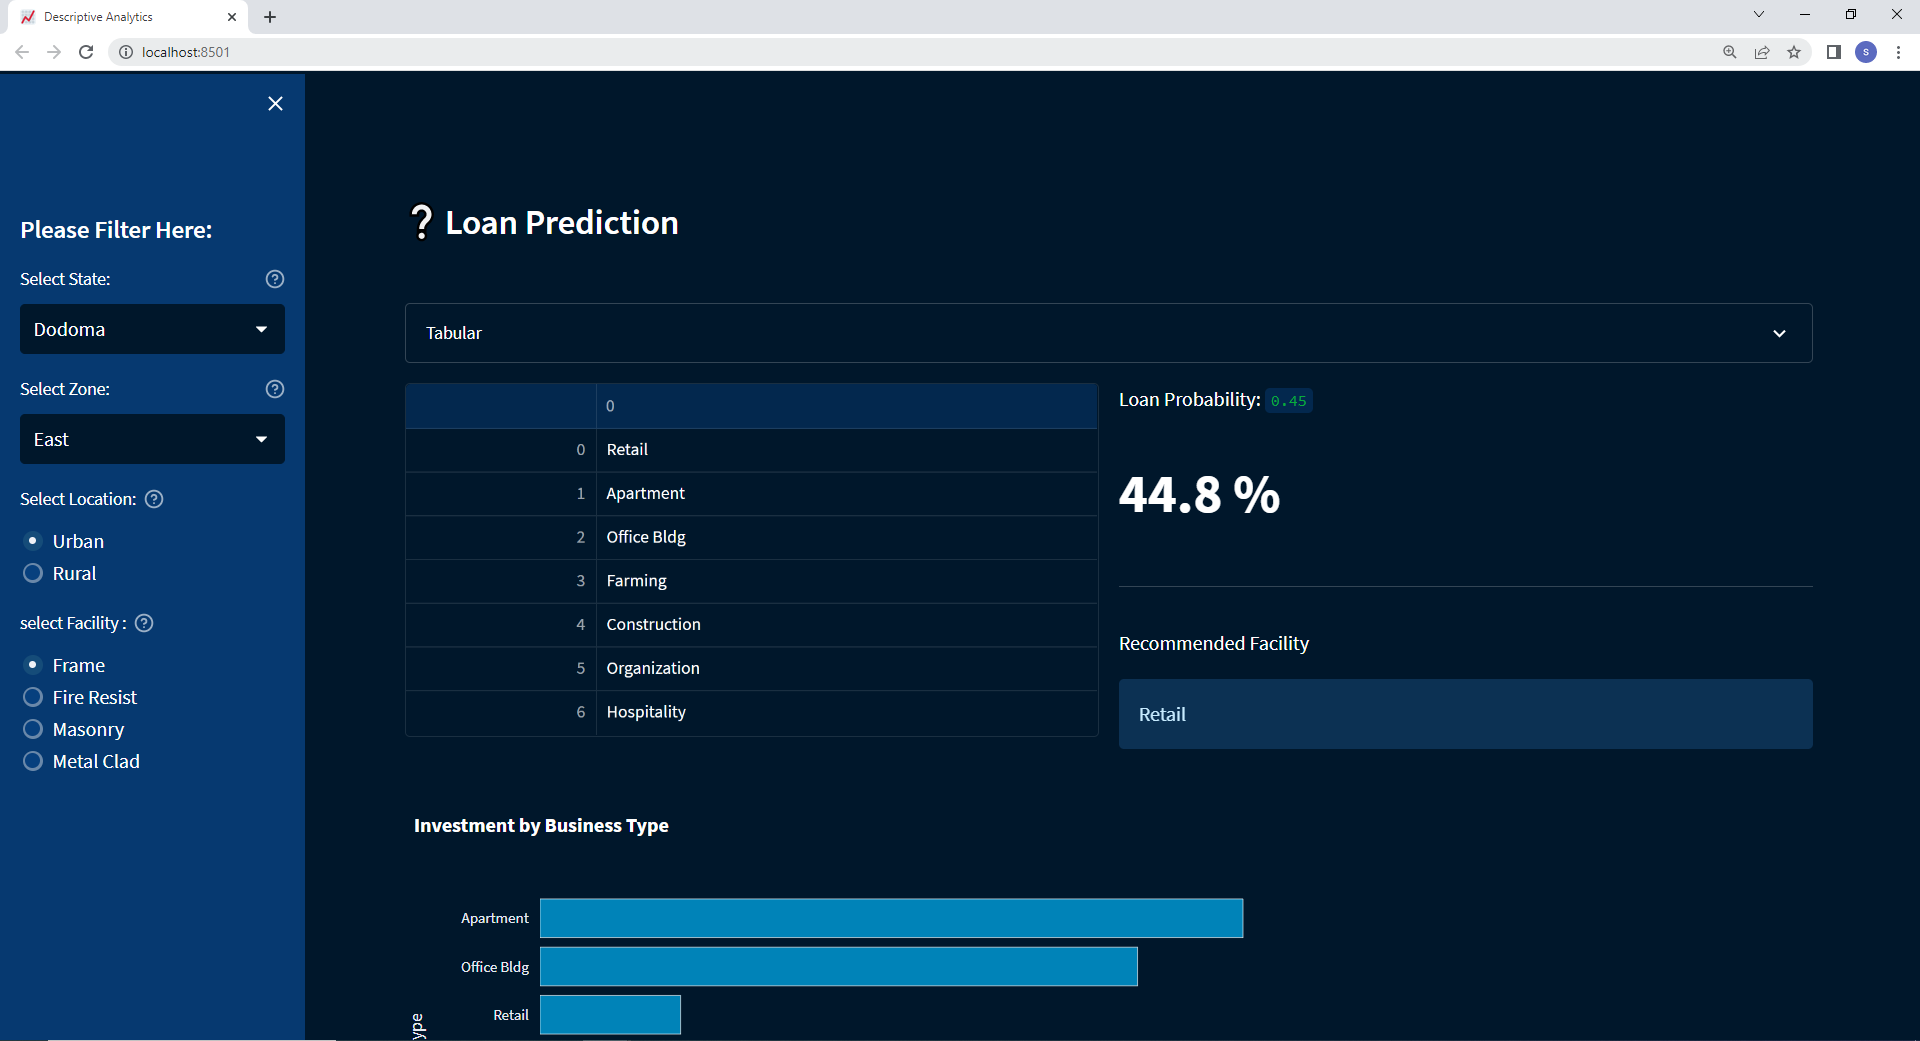 Descriptive Analytics
localhost:8501
S
Please Filter Here:
Select State:
Dodoma
Select Zone:
East
Select Location:
Urban
Rural
select Facility :
Frame
Fire Resist
Masonry
Metal Clad
? Loan Prediction
Tabular
0
0 Retail
1 Apartment
2 Office Bldg
3 Farming
4 Construction
5 Organization
6 Hospitality
Loan Probability: 0.45
44.8 %
Recommended Facility
Retail
Investment by Business Type
Apartment
Office Bldg
Retail